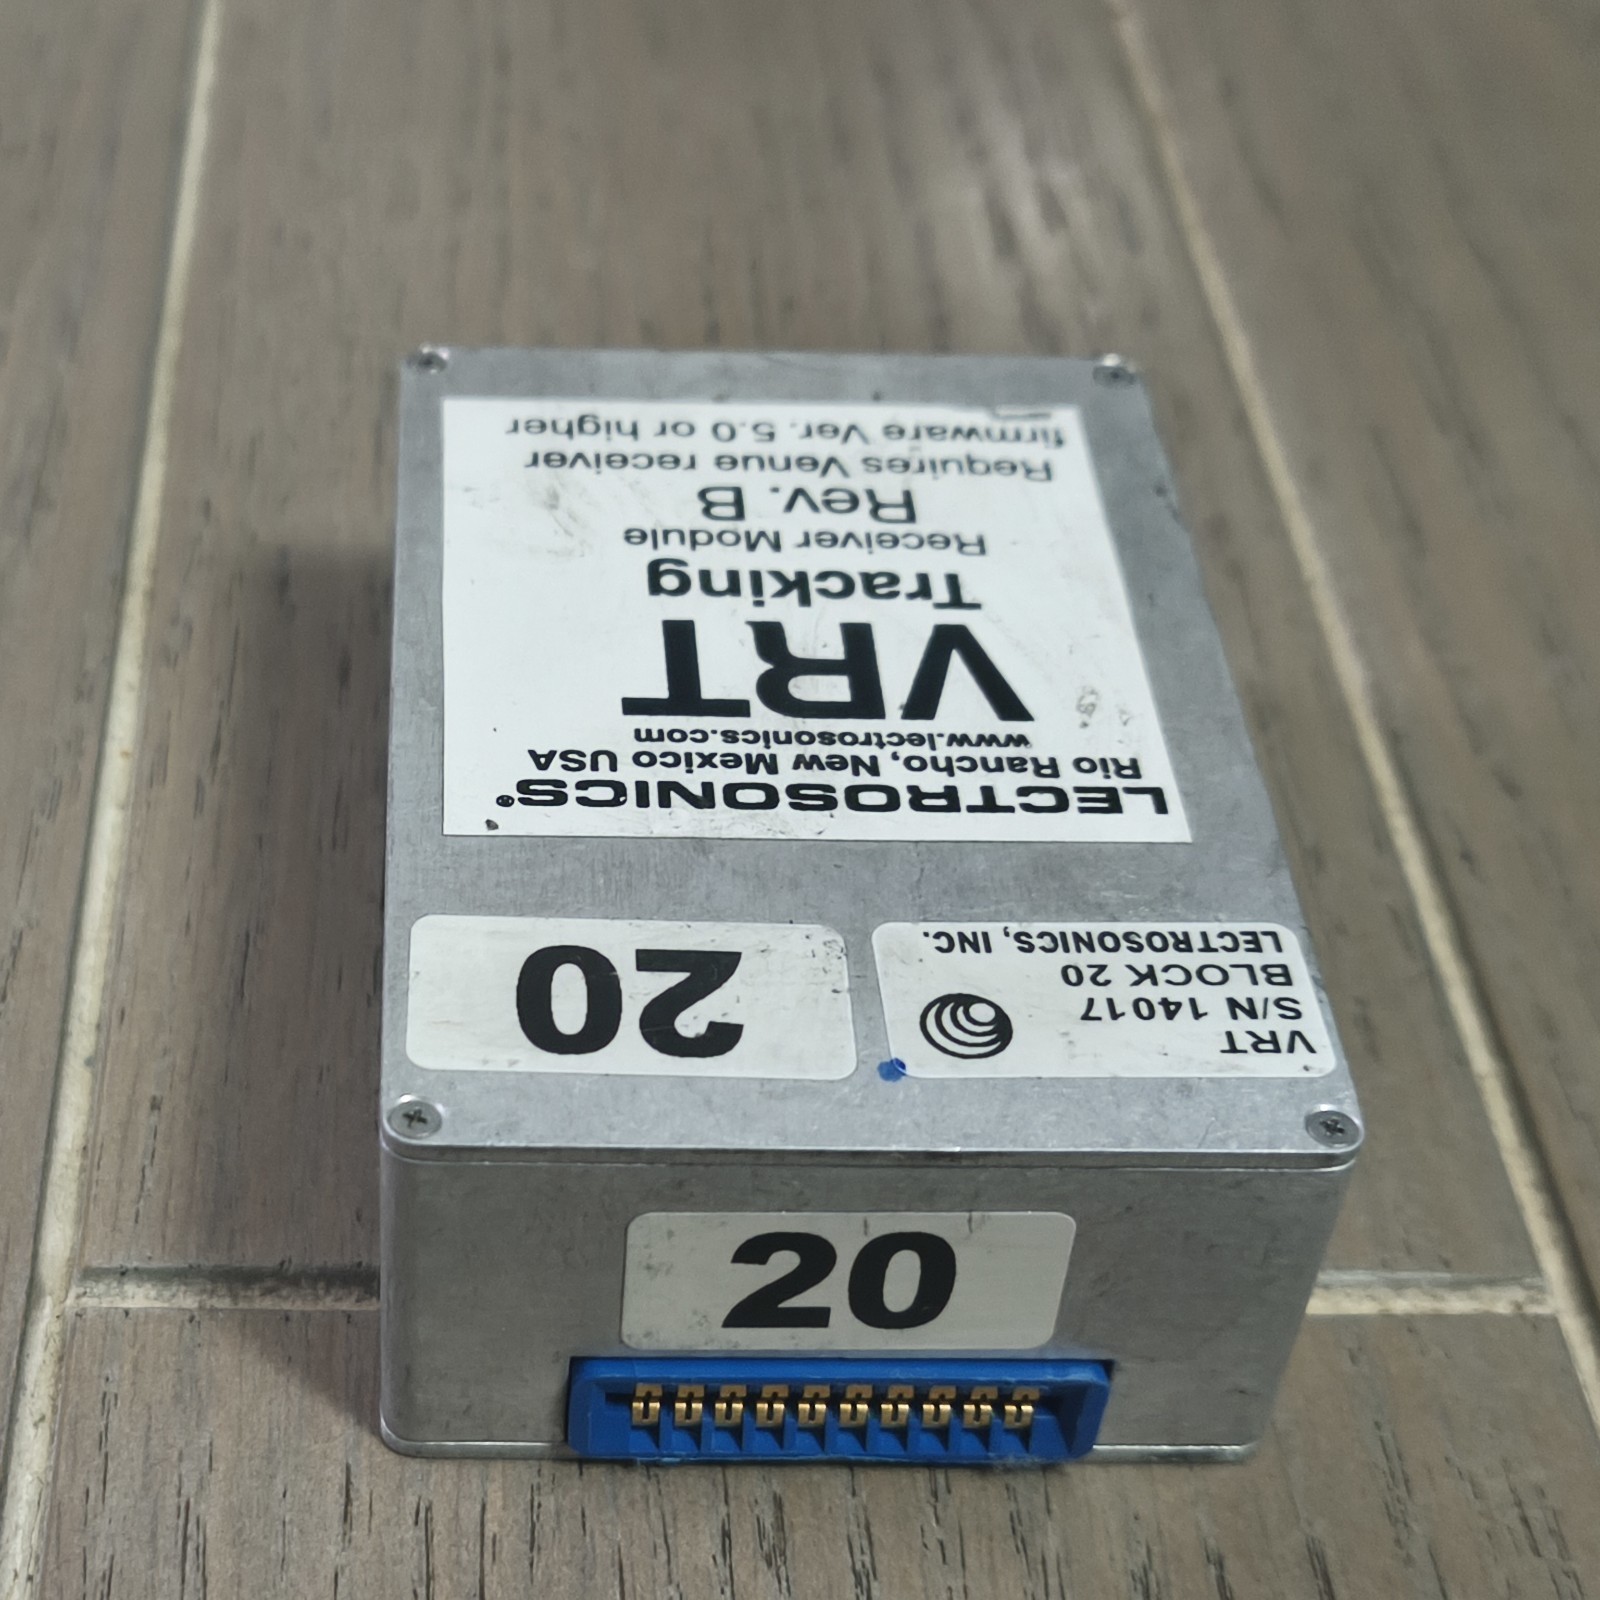 LECTROSONICS®
Rio Rancho, New Mexico USA
www.lectrosonics.com
VRT
Tracking
Receiver Module
Rev. B
Requires Venue receiver
firmware Ver. 5.0 or higher
VRT
S/N 14017
BLOCK 20
LECTROSONICS, INC.
20
20